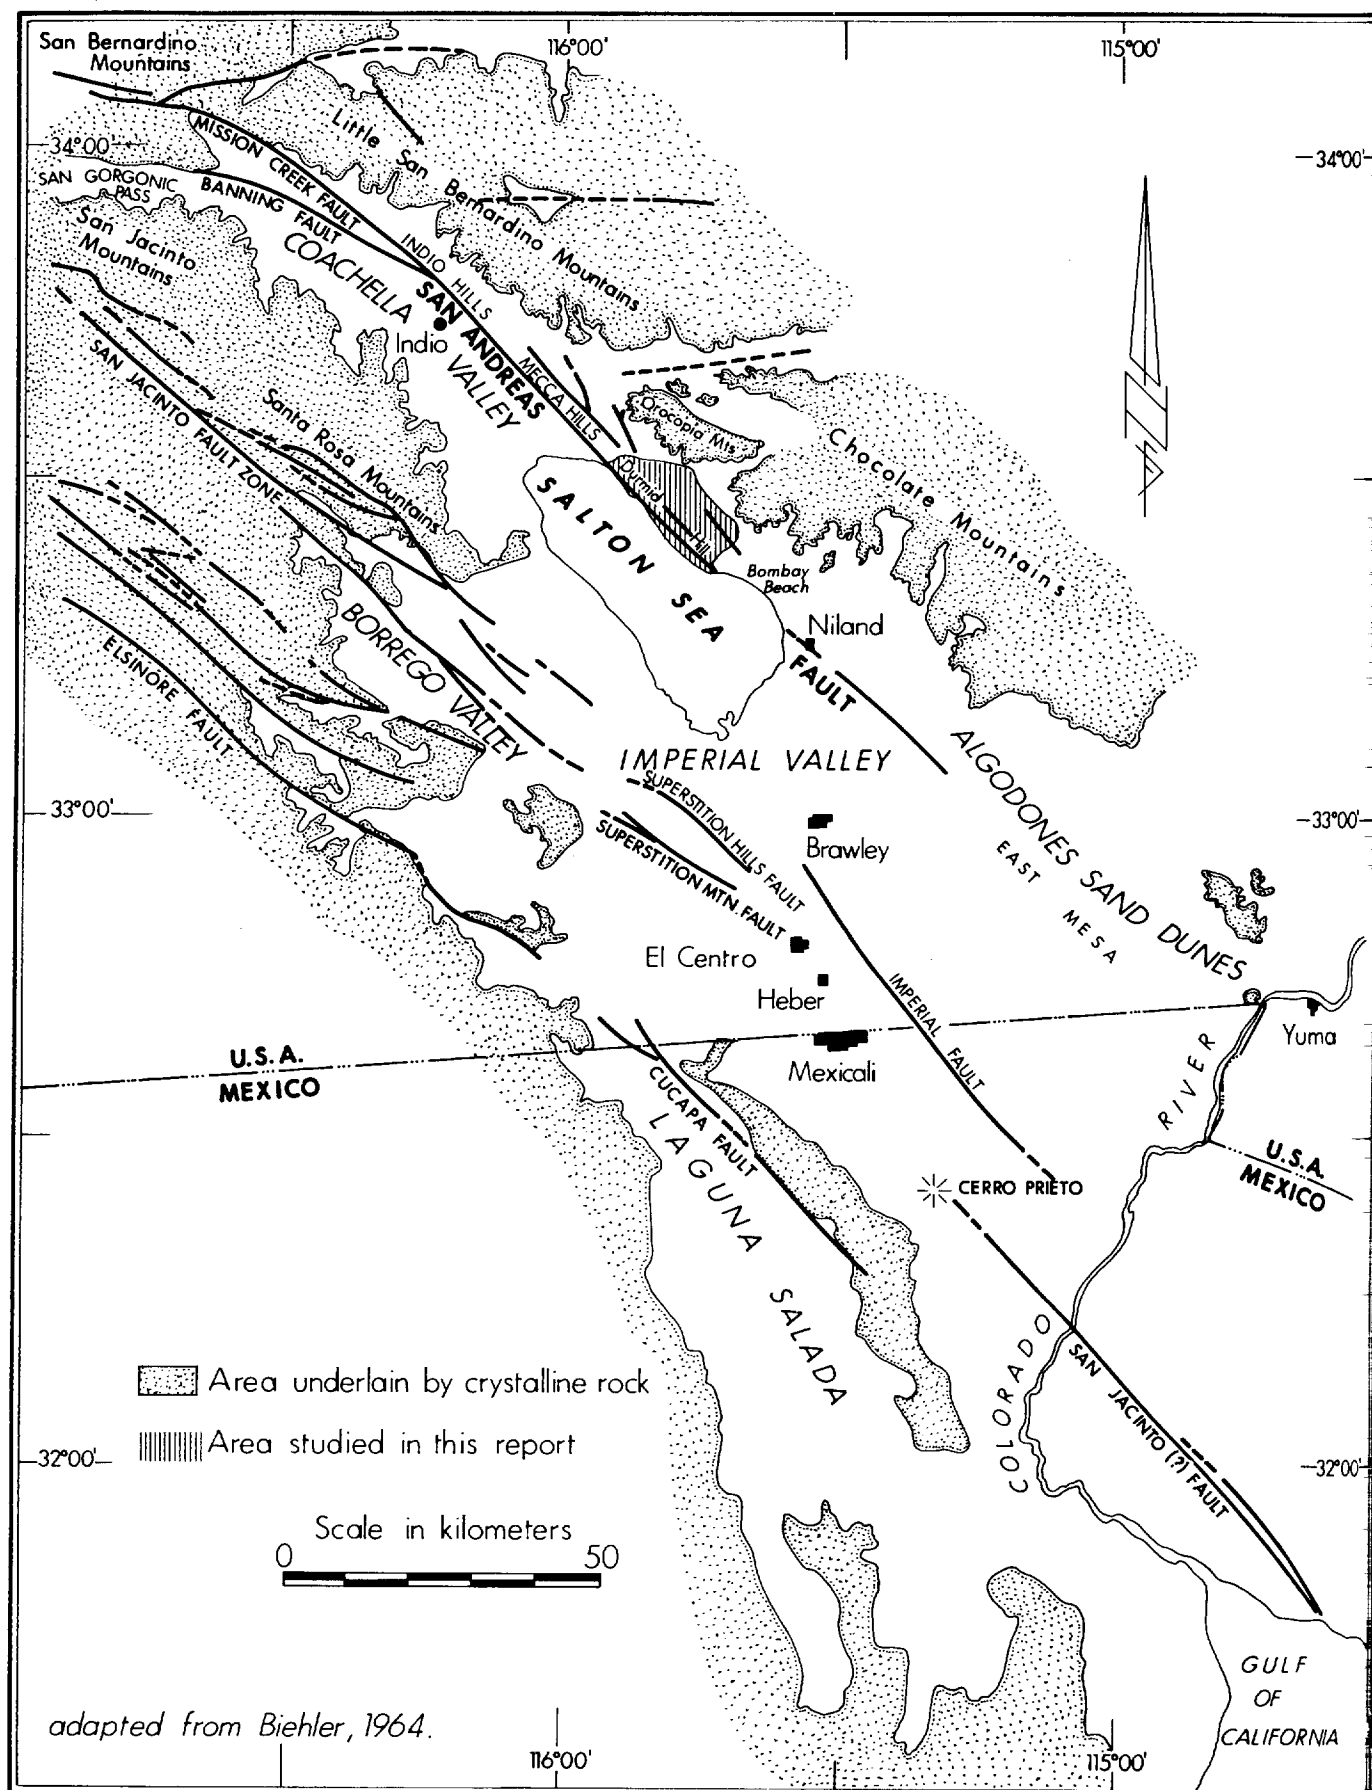 116°00'
115°00'
San Bernardino
Mountains
34°00'
34°00'
Little San Bernardino Mountains
MISSION CREEK FAULT
SAN GORGONIC
PASS
BANNING FAULT
San Jacinto
Mountains
COACHELLA VALLEY
INDIO HILLS
SAN ANDREAS
Indio
MECCA HILLS
SAN JACINTO FAULT ZONE
Santa Rosa Mountains
Orocopia Mts.
Chocolate Mountains
N
SALTON SEA
Durmid Hill
Bombay
Beach
Niland
FAULT
BORREGO VALLEY
ELSINORE FAULT
IMPERIAL VALLEY
ALGODONES SAND DUNES
SUPERSTITION HILLS FAULT
33°00'
33°00'
SUPERSTITION MTN. FAULT
Brawley
EAST MESA
El Centro
Heber
IMPERIAL FAULT
Yuma
U.S.A.
MEXICO
Mexicali
CUCAPA FAULT
LAGUNA SALADA
COLORADO RIVER
U.S.A.
MEXICO
CERRO PRIETO
SAN JACINTO (?) FAULT
Area underlain by crystalline rock
Area studied in this report
32°00'
32°00'
Scale in kilometers
0 50
GULF
OF
CALIFORNIA
adapted from Biehler, 1964.
116°00'
115°00'